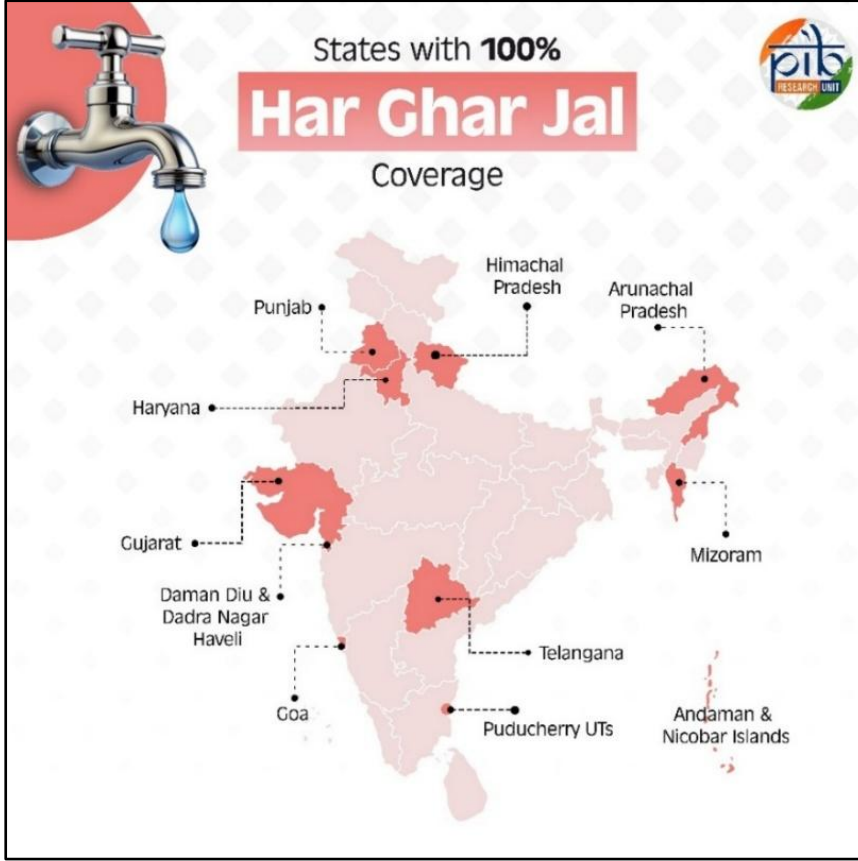 States with 100%
Har Ghar Jal
Coverage
pib
RESEARCH UNIT
Himachal
Pradesh
Arunachal
Pradesh
Punjab
Haryana
Gujarat
Mizoram
Daman Diu &
Dadra Nagar
Haveli
Telangana
Goa
Puducherry UTs
Andaman &
Nicobar Islands